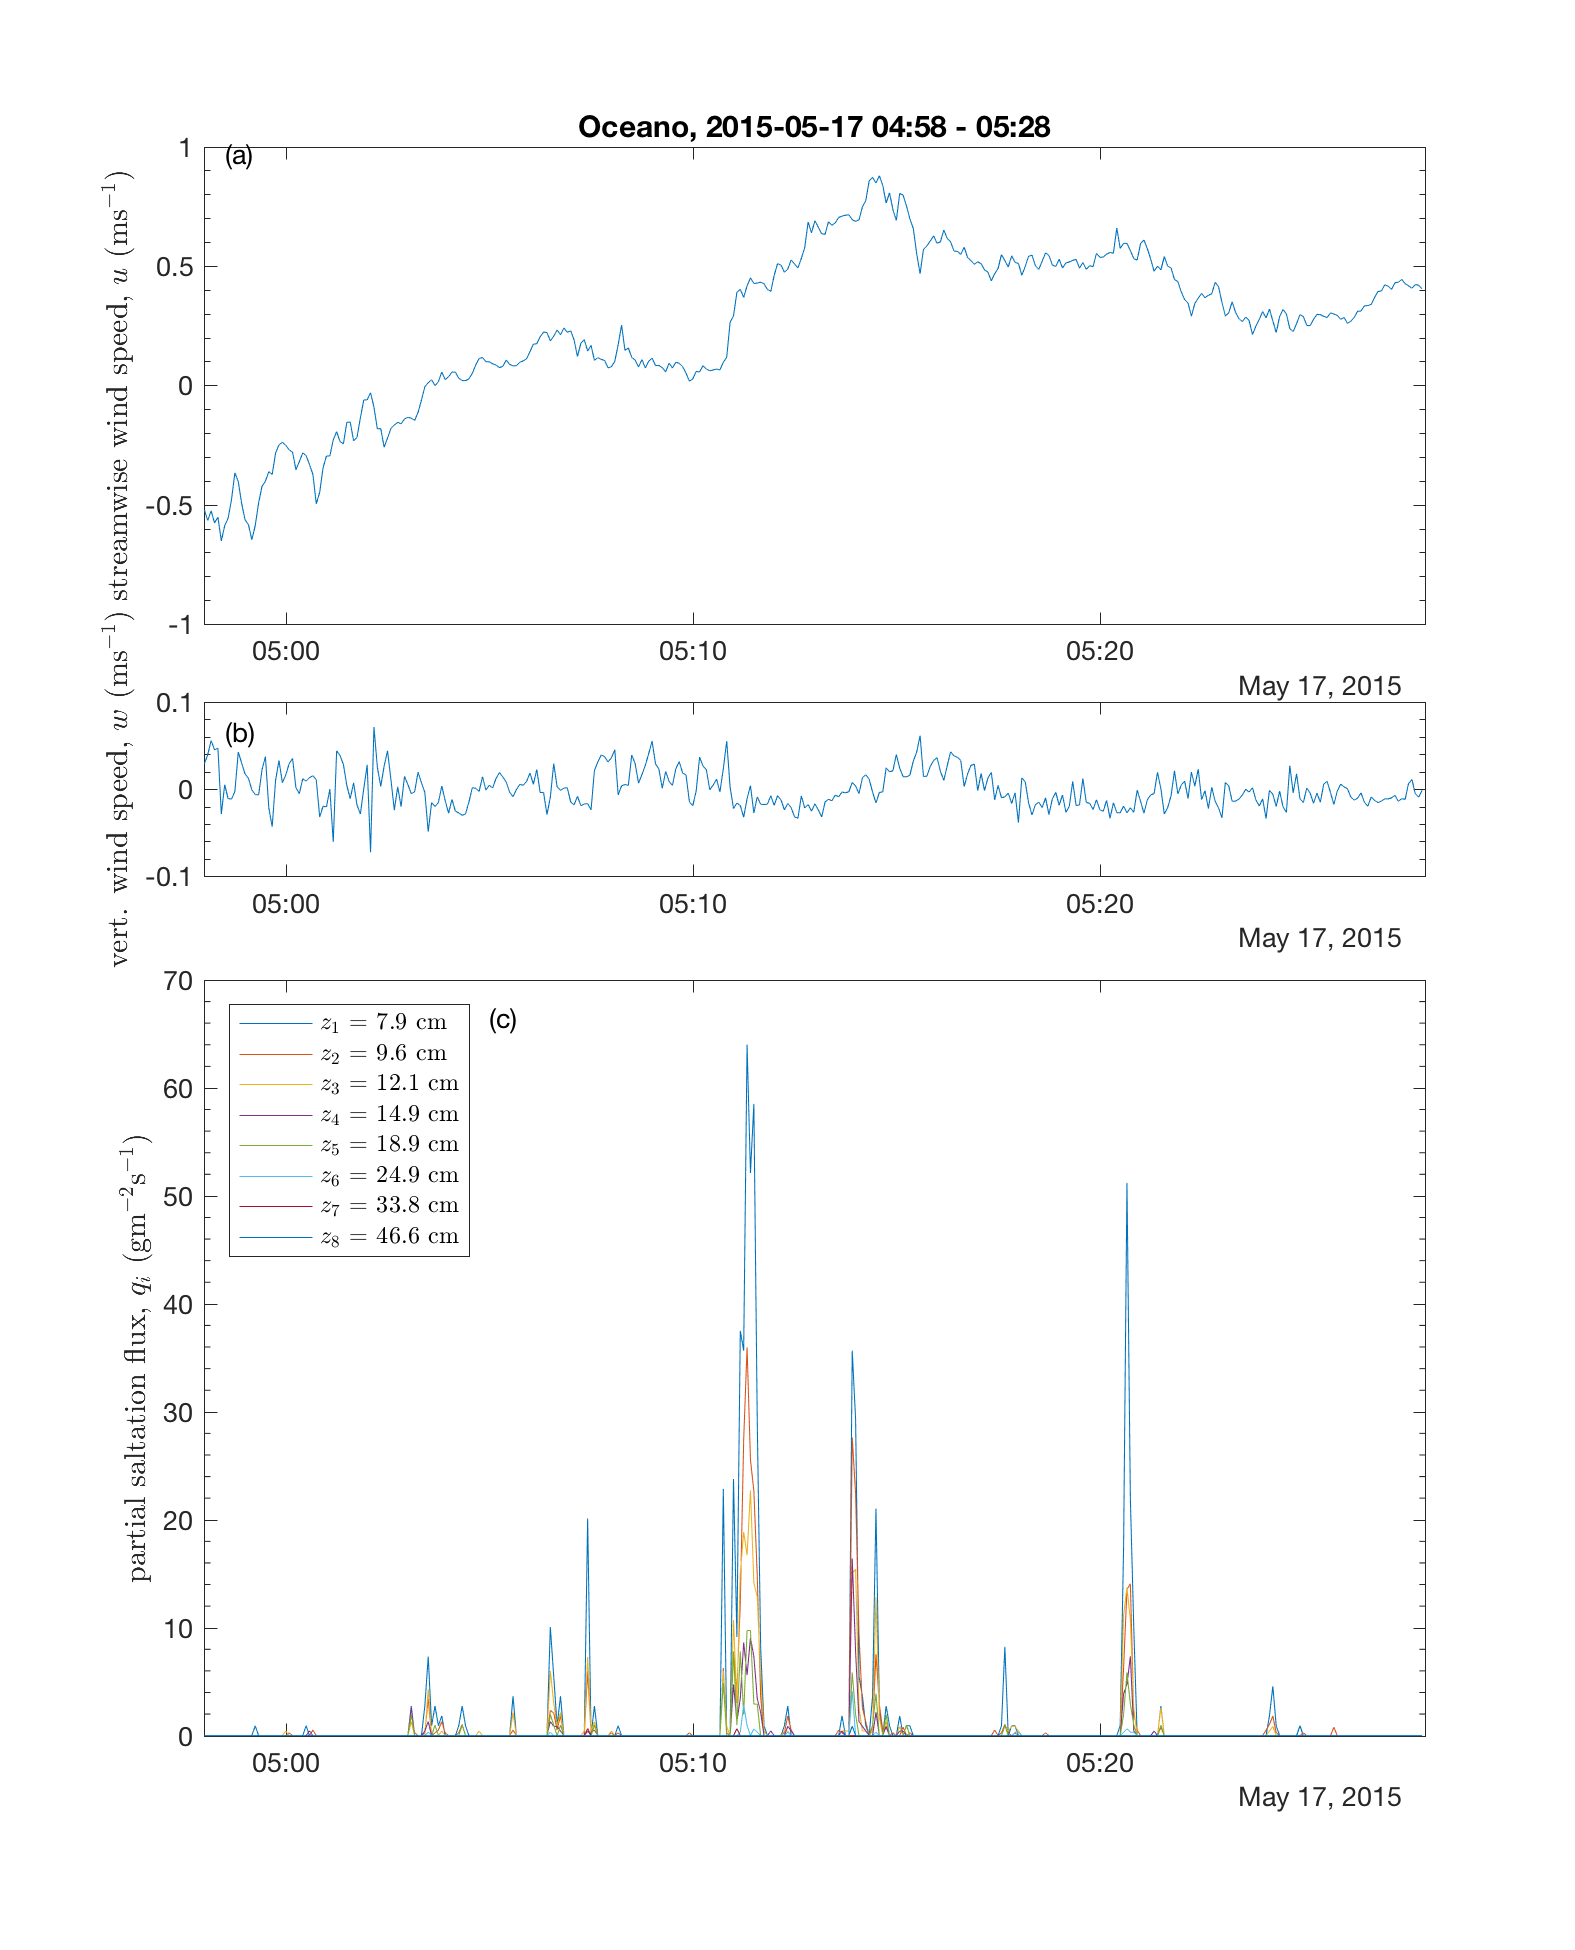 Oceano, 2015-05-17 04:58 - 05:28
(a)
streamwise wind speed, u (ms⁻¹)
1
0.5
0
-0.5
-1
05:00 05:10 05:20
May 17, 2015
(b)
vert. wind speed, w (ms⁻¹)
0.1
0
-0.1
05:00 05:10 05:20
May 17, 2015
(c)
partial saltation flux, qᵢ (gm⁻²s⁻¹)
70
60
50
40
30
20
10
0
z₁ = 7.9 cm
z₂ = 9.6 cm
z₃ = 12.1 cm
z₄ = 14.9 cm
z₅ = 18.9 cm
z₆ = 24.9 cm
z₇ = 33.8 cm
z₈ = 46.6 cm
05:00 05:10 05:20
May 17, 2015